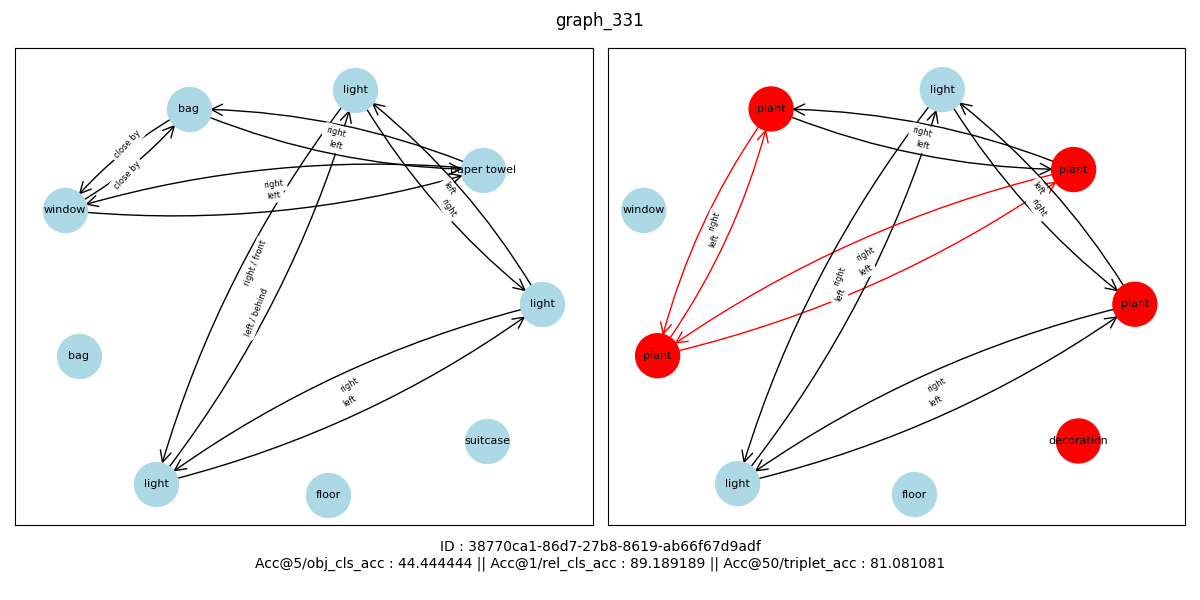 graph_331
light
bag
close by
close by
right
left
paper towel
right
left
window
left
right
right / front
left / behind
light
bag
right
left
suitcase
light
floor
light
plant
right
left
plant
left
right
window
right
left
right
left
right
left
plant
plant
right
left
decoration
light
floor
ID : 38770ca1-86d7-27b8-8619-ab66f67d9adf
Acc@5/obj_cls_acc : 44.444444 || Acc@1/rel_cls_acc : 89.189189 || Acc@50/triplet_acc : 81.081081